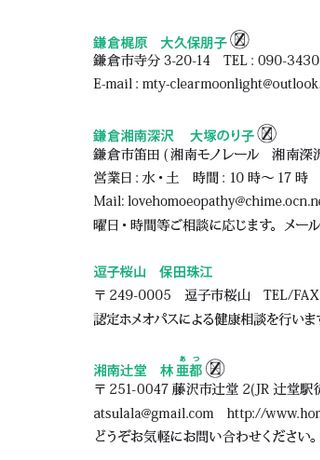 鎌倉梶原　大久保朋子
鎌倉市寺分 3-20-14　TEL : 090-3430
E-mail : mty-clearmoonlight@outlook.
鎌倉湘南深沢　大塚のり子
鎌倉市笛田 ( 湘南モノレール　湘南深沢
営業日 : 水・土　時間 : 10 時〜 17 時
Mail: lovehomoeopathy@chime.ocn.ne
曜日・時間等ご相談に応じます。メール
逗子桜山　保田珠江
〒 249-0005　逗子市桜山　TEL/FAX
認定ホメオパスによる健康相談を行います
あ つ
湘南辻堂　林 亜都
〒 251-0047 藤沢市辻堂 2(JR 辻堂駅徒
atsulala@gmail.com　http://www.hom
どうぞお気軽にお問い合わせください。